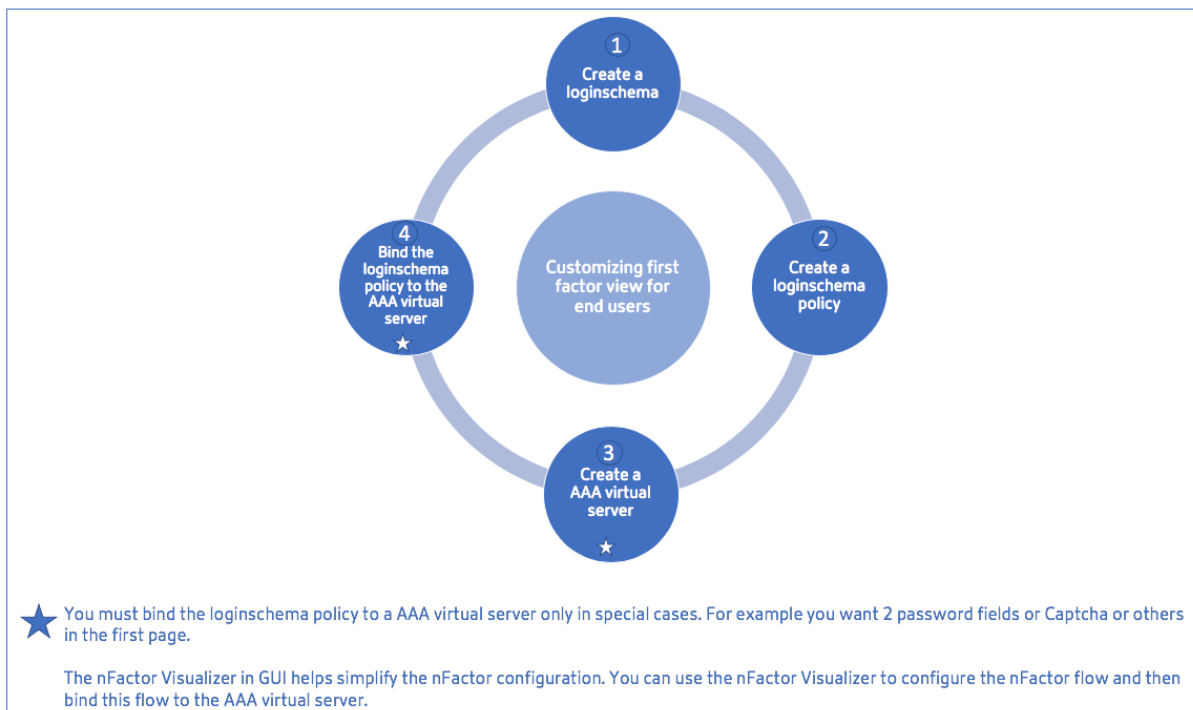 1
Create a
loginschema
2
Create a
loginschema
policy
3
Create a
AAA virtual
server
4
Bind the
loginschema
policy to the
AAA virtual
server
Customizing first
factor view for
end users
You must bind the loginschema policy to a AAA virtual server only in special cases. For example you want 2 password fields or Captcha or others
in the first page.
The nFactor Visualizer in GUI helps simplify the nFactor configuration. You can use the nFactor Visualizer to configure the nFactor flow and then
bind this flow to the AAA virtual server.